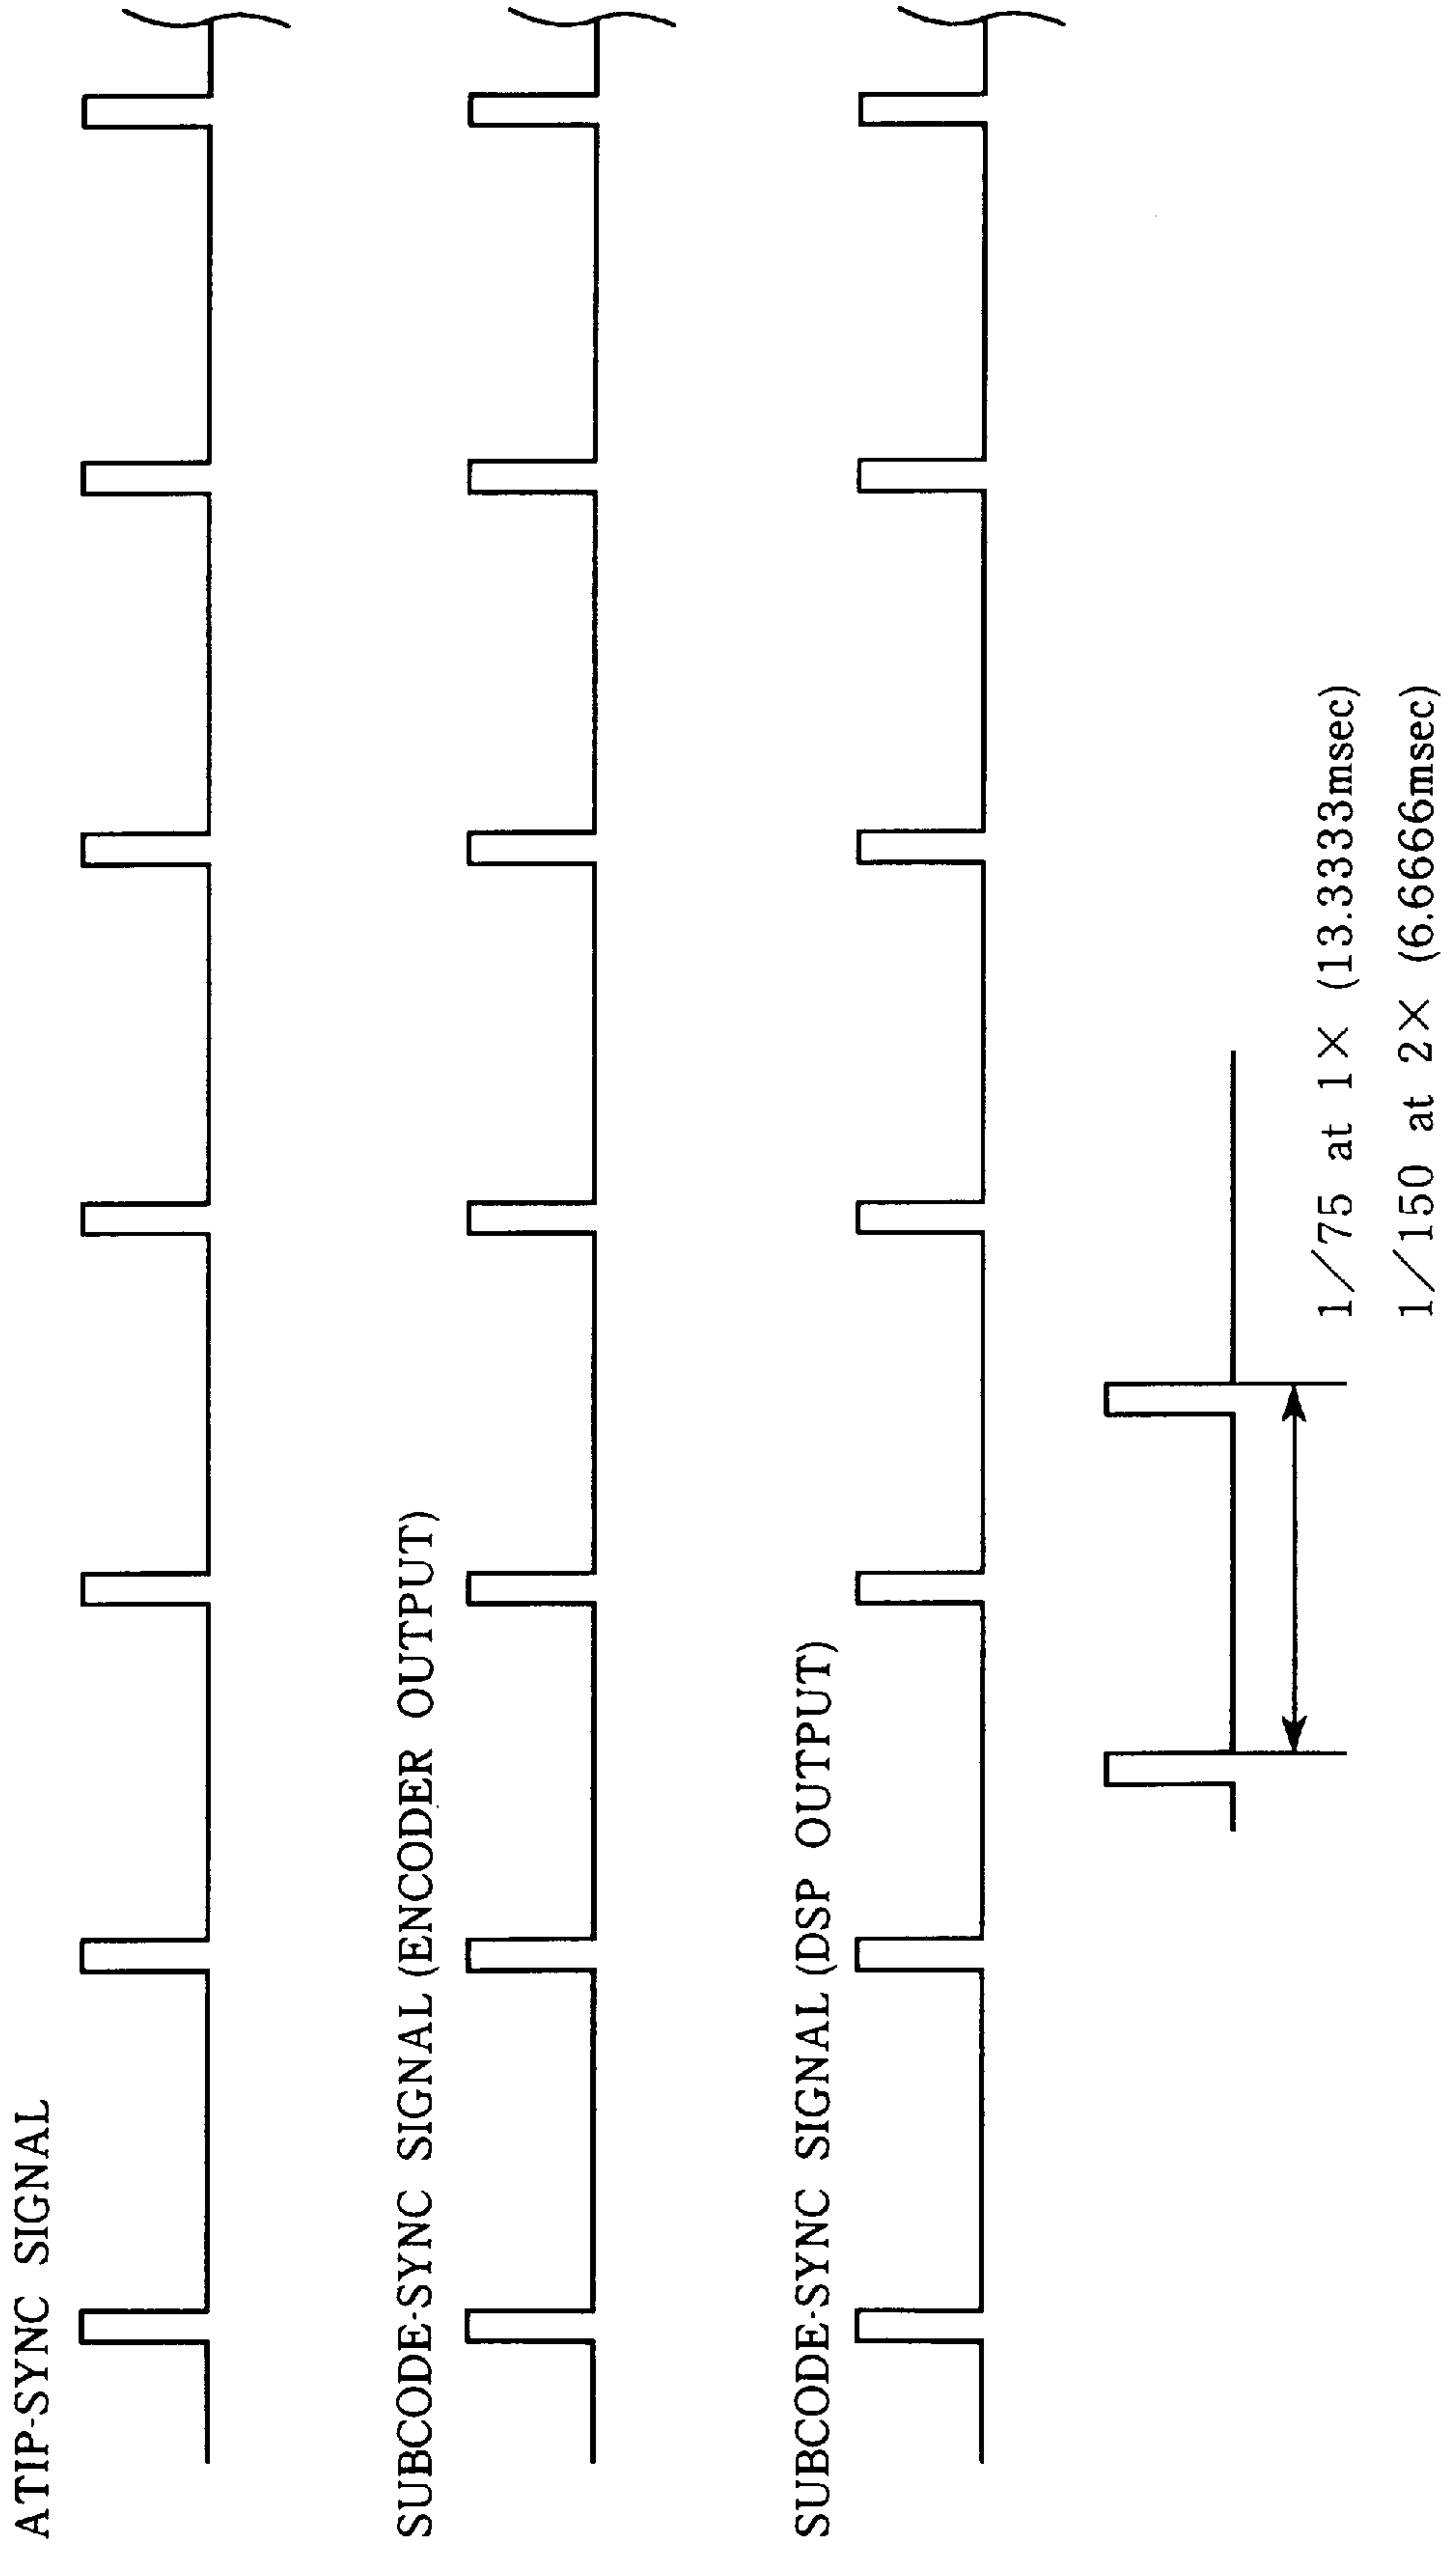 ATIP-SYNC SIGNAL
SUBCODE-SYNC SIGNAL (ENCODER OUTPUT)
SUBCODE-SYNC SIGNAL (DSP OUTPUT)
1/75 at 1× (13.3333msec)
1/150 at 2× (6.6666msec)